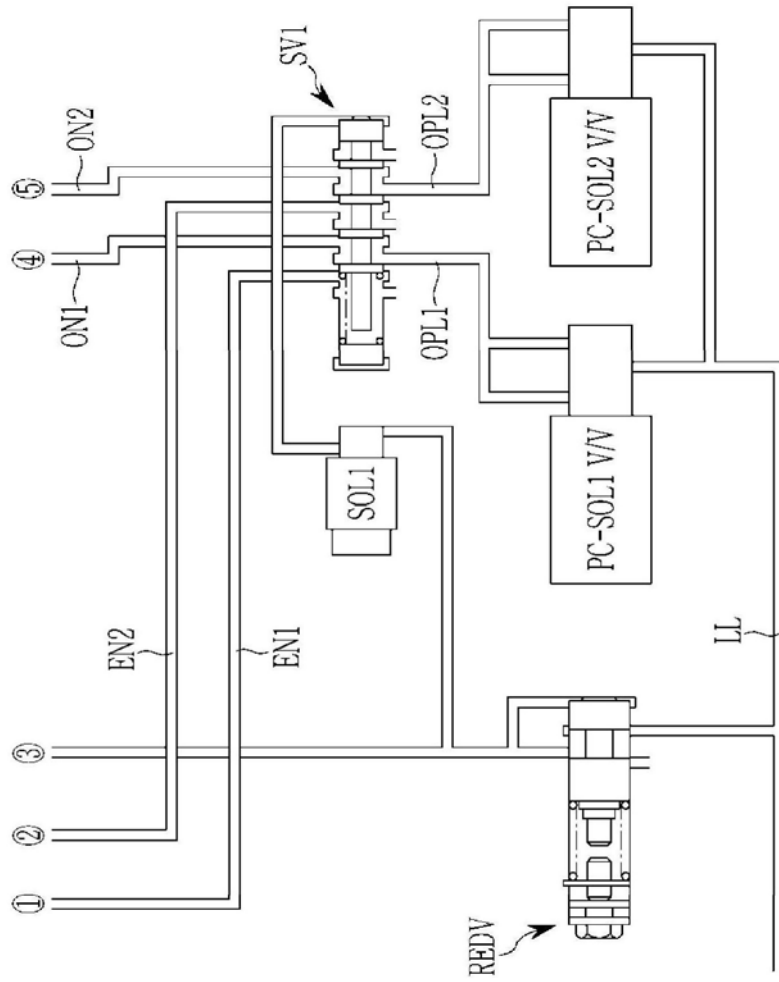 ①
②
③
④
⑤
ON1
ON2
EN2
EN1
SV1
SOL1
OPL1
OPL2
REDV
PC-SOL1 V/V
PC-SOL2 V/V
LL